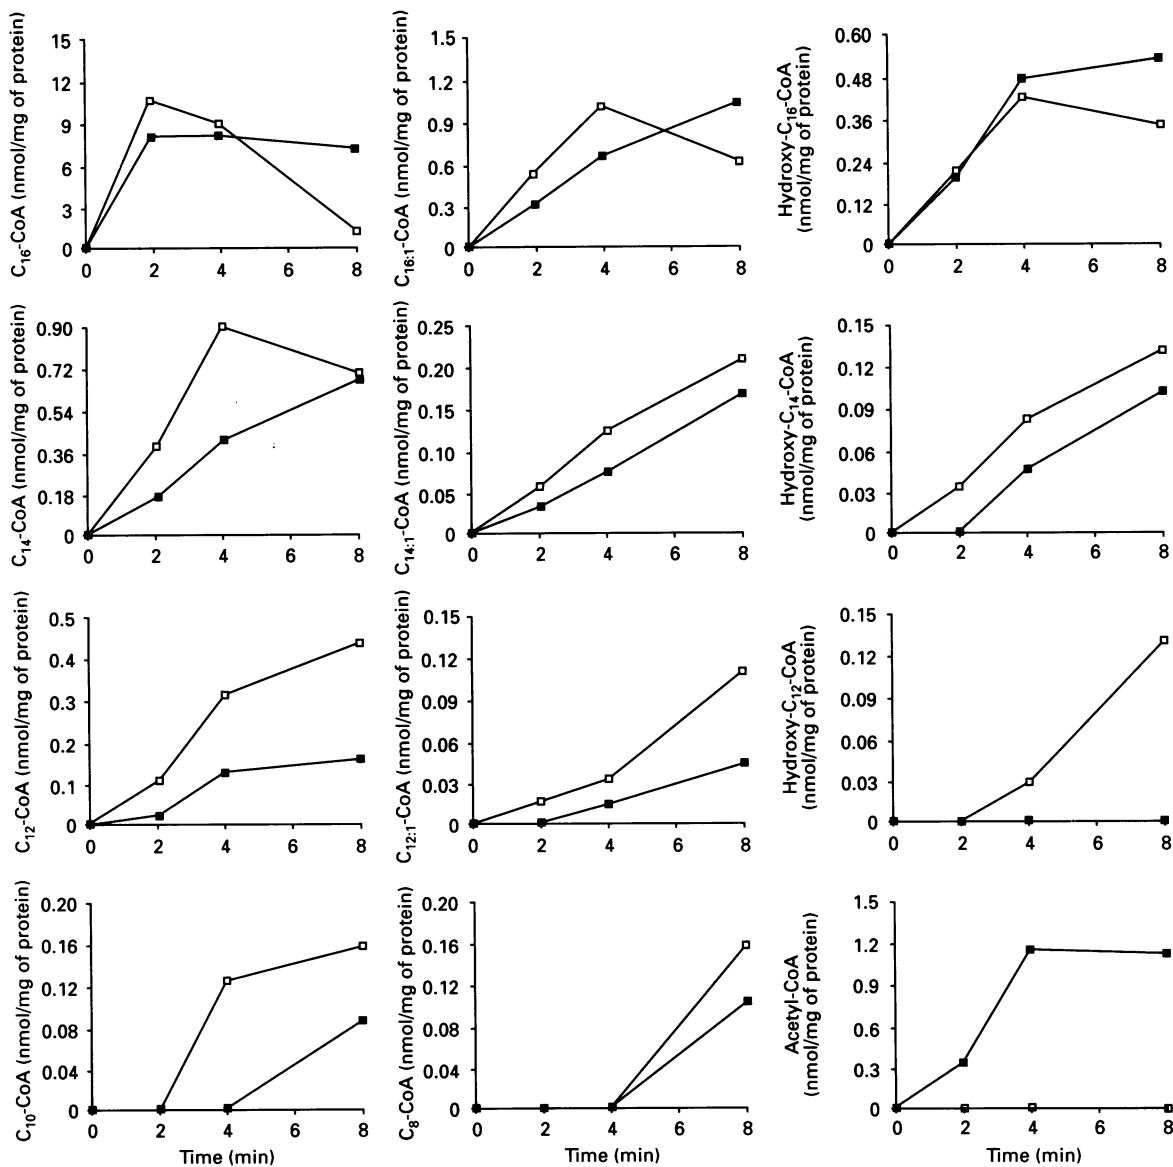 C16-CoA (nmol/mg of protein)
15
12
9
6
3
0
0 2 4 6 8
C16:1-CoA (nmol/mg of protein)
1.5
1.2
0.9
0.6
0.3
0
0 2 4 6 8
Hydroxy-C16-CoA
(nmol/mg of protein)
0.60
0.48
0.36
0.24
0.12
0
0 2 4 6 8
C14-CoA (nmol/mg of protein)
0.90
0.72
0.54
0.36
0.18
0
0 2 4 6 8
C14:1-CoA (nmol/mg of protein)
0.25
0.20
0.15
0.10
0.05
0
0 2 4 6 8
Hydroxy-C14-CoA
(nmol/mg of protein)
0.15
0.12
0.09
0.06
0.03
0
0 2 4 6 8
C12-CoA (nmol/mg of protein)
0.5
0.4
0.3
0.2
0.1
0
0 2 4 6 8
C12:1-CoA (nmol/mg of protein)
0.15
0.12
0.09
0.06
0.03
0
0 2 4 6 8
Hydroxy-C12-CoA
(nmol/mg of protein)
0.15
0.12
0.09
0.06
0.03
0
0 2 4 6 8
C10-CoA (nmol/mg of protein)
0.20
0.16
0.12
0.08
0.04
0
0 2 4 6 8
Time (min)
C8-CoA (nmol/mg of protein)
0.20
0.16
0.12
0.08
0.04
0
0 2 4 6 8
Time (min)
Acetyl-CoA
(nmol/mg of protein)
1.5
1.2
0.9
0.6
0.3
0
0 2 4 6 8
Time (min)